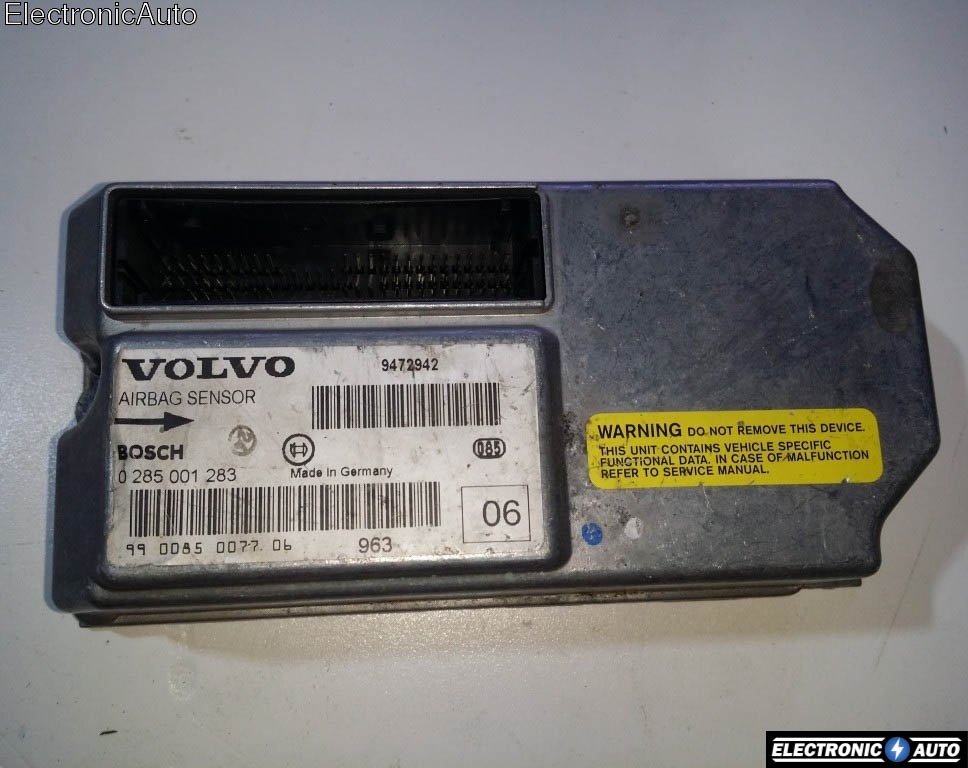 ElectronicAuto
VOLVO
9472942
AIRBAG SENSOR
BOSCH
085
0 285 001 283
Made in Germany
06
99 0085 0077 06
963
WARNING DO NOT REMOVE THIS DEVICE.
THIS UNIT CONTAINS VEHICLE SPECIFIC
FUNCTIONAL DATA. IN CASE OF MALFUNCTION
REFER TO SERVICE MANUAL.
ELECTRONIC AUTO